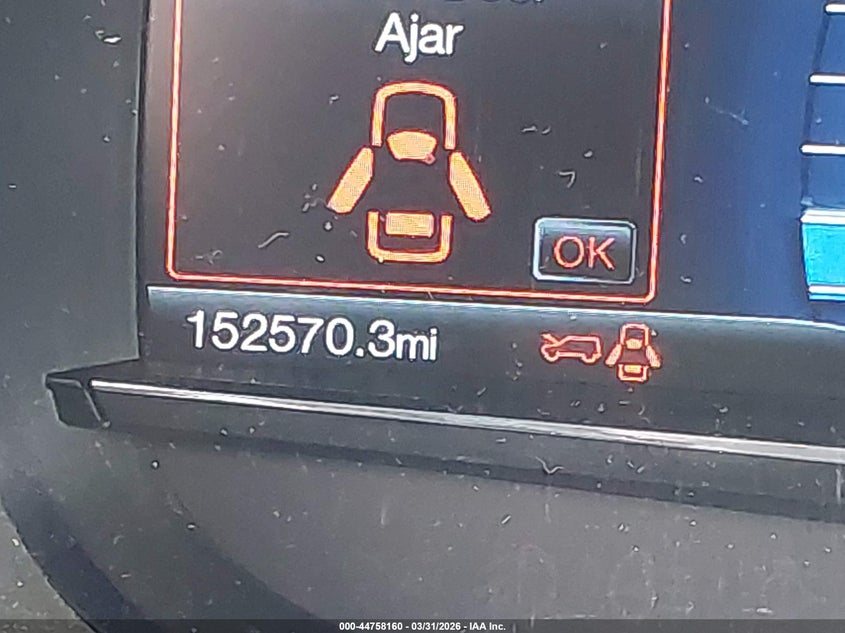 Ajar
OK
152570.3mi
000-44758160 - 03/31/2026 - IAA Inc.